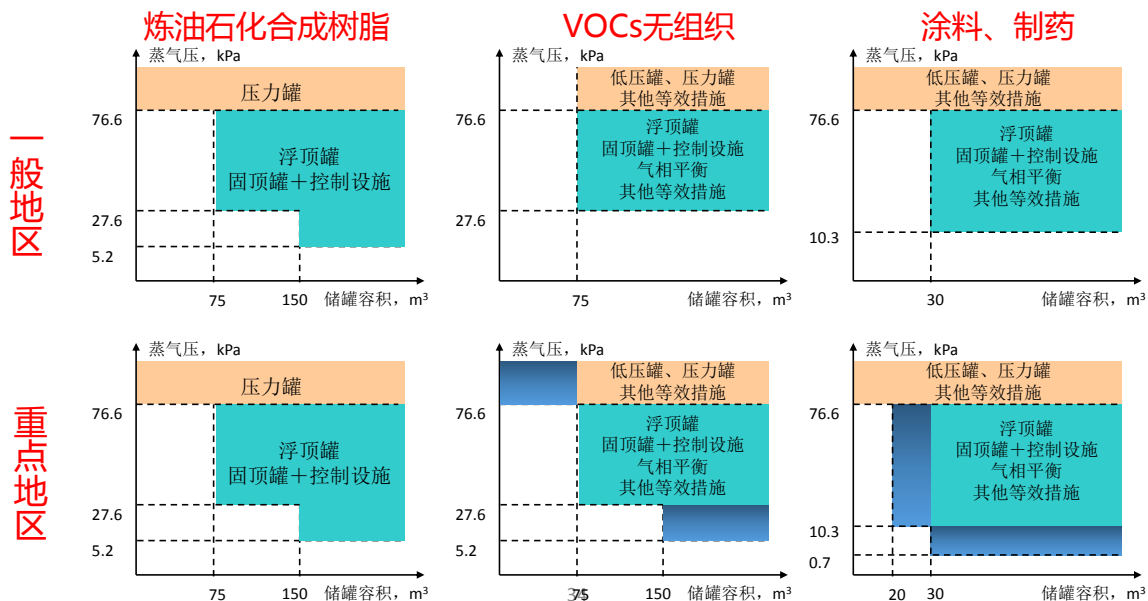 炼油石化合成树脂
VOCs无组织
涂料、制药
一般地区
蒸气压，kPa
压力罐
76.6
浮顶罐
固顶罐＋控制设施
27.6
5.2
75
150
储罐容积，m³
蒸气压，kPa
低压罐、压力罐
其他等效措施
76.6
浮顶罐
固顶罐＋控制设施
气相平衡
其他等效措施
27.6
75
储罐容积，m³
蒸气压，kPa
低压罐、压力罐
其他等效措施
76.6
浮顶罐
固顶罐＋控制设施
气相平衡
其他等效措施
10.3
30
储罐容积，m³
重点地区
蒸气压，kPa
压力罐
76.6
浮顶罐
固顶罐＋控制设施
27.6
5.2
75
150
储罐容积，m³
蒸气压，kPa
低压罐、压力罐
其他等效措施
76.6
浮顶罐
固顶罐＋控制设施
气相平衡
其他等效措施
27.6
5.2
75
150
储罐容积，m³
蒸气压，kPa
低压罐、压力罐
其他等效措施
76.6
浮顶罐
固顶罐＋控制设施
气相平衡
其他等效措施
10.3
0.7
20
30
储罐容积，m³